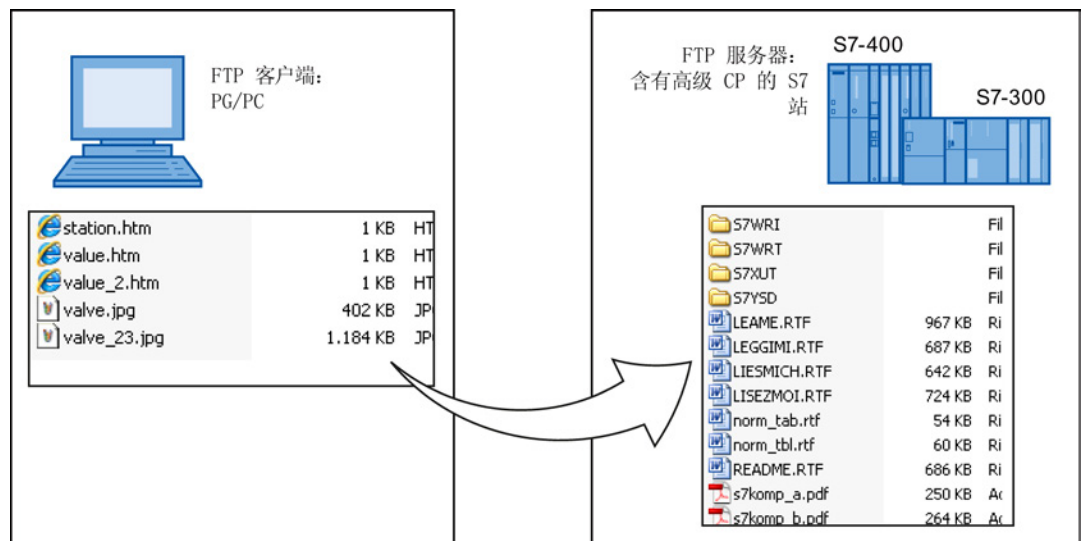 FTP 客户端:
PG/PC
station.htm 1 KB HT
value.htm 1 KB HT
value_2.htm 1 KB HT
valve.jpg 402 KB JP
valve_23.jpg 1.184 KB JP
FTP 服务器:
含有高级 CP 的 S7
站
S7-400
S7-300
S7WRI Fil
S7WRT Fil
S7XUT Fil
S7YSD Fil
LEAME.RTF 967 KB Ri
LEGGIMI.RTF 687 KB Ri
LIESMICH.RTF 642 KB Ri
LISEZMOI.RTF 724 KB Ri
norm_tab.rtf 54 KB Ri
norm_tbl.rtf 60 KB Ri
README.RTF 686 KB Ri
s7komp_a.pdf 250 KB Ac
s7komp_b.pdf 264 KB Ac